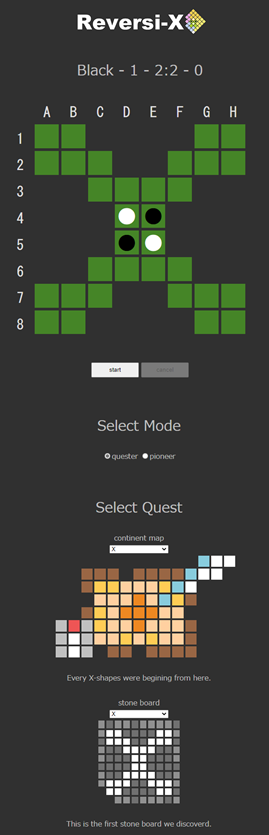 Reversi-X
Black - 1 - 2:2 - 0
A B C D E F G H
1
2
3
4
5
6
7
8
start cancel
Select Mode
quester pioneer
Select Quest
continent map
X
Every X-shapes were begining from here.
stone board
X
This is the first stone board we discoverd.